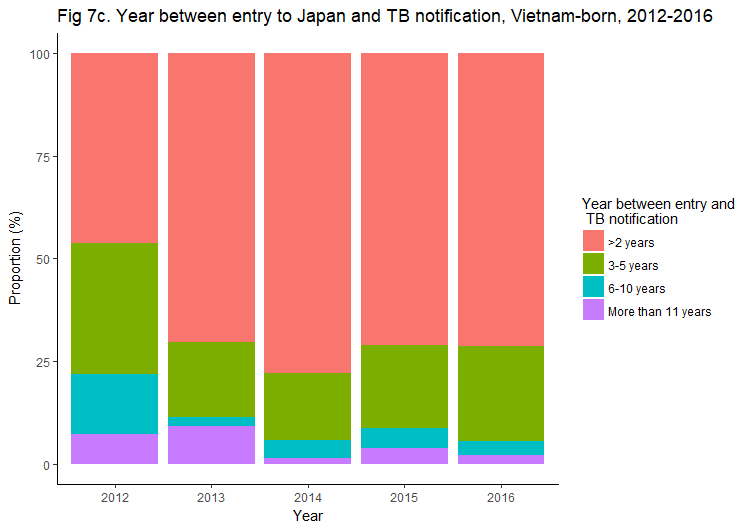 Fig 7c. Year between entry to Japan and TB notification, Vietnam-born, 2012-2016
100
75
50
25
0
Proportion (%)
2012 2013 2014 2015 2016
Year
Year between entry and
TB notification
>2 years
3-5 years
6-10 years
More than 11 years